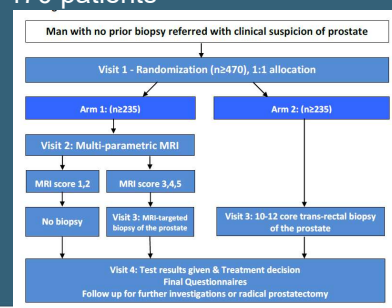 Man with no prior biopsy referred with clinical suspicion of prostate
Visit 1 - Randomization (n≥470), 1:1 allocation
Arm 1: (n≥235)
Arm 2: (n≥235)
Visit 2: Multi-parametric MRI
MRI score 1,2
MRI score 3,4,5
No biopsy
Visit 3: MRI-targeted
biopsy of the prostate
Visit 3: 10-12 core trans-rectal biopsy
of the prostate
Visit 4: Test results given & Treatment decision
Final Questionnaires
Follow up for further investigations or radical prostatectomy